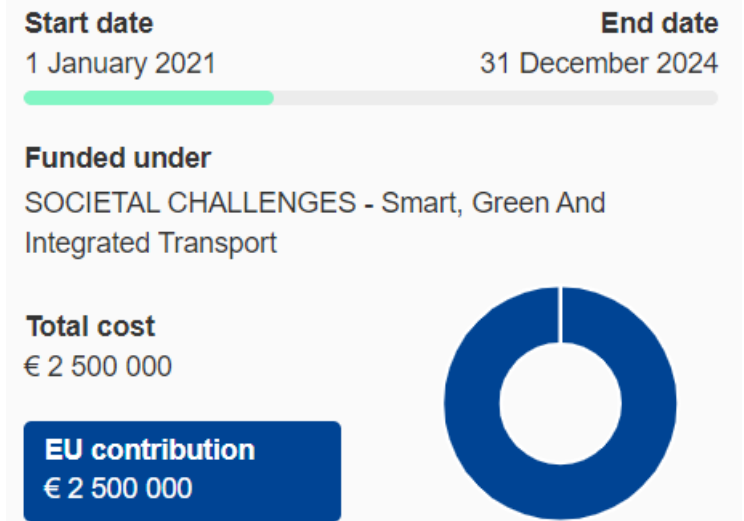 Start date End date
1 January 2021 31 December 2024
Funded under
SOCIETAL CHALLENGES - Smart, Green And
Integrated Transport
Total cost
€ 2 500 000
EU contribution
€ 2 500 000